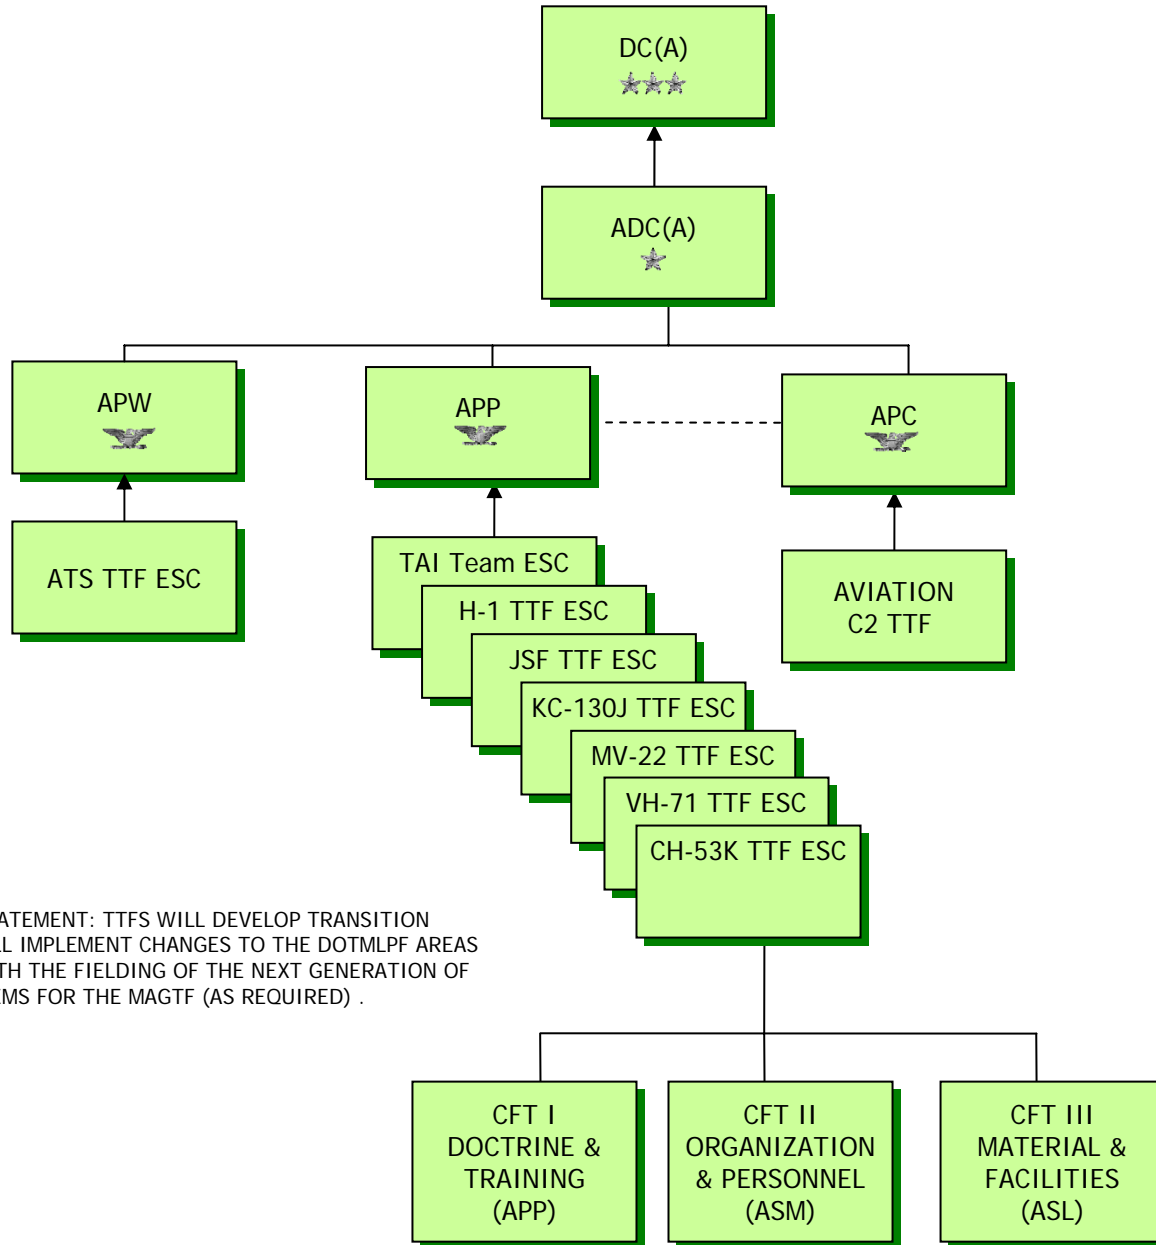 DC(A)
ADC(A)
APW
APP
APC
ATS TTF ESC
TAI Team ESC
H-1 TTF ESC
JSF TTF ESC
KC-130J TTF ESC
MV-22 TTF ESC
VH-71 TTF ESC
CH-53K TTF ESC
AVIATION
C2 TTF
ATEMENT: TTFS WILL DEVELOP TRANSITION
LL IMPLEMENT CHANGES TO THE DOTMLPF AREAS
TH THE FIELDING OF THE NEXT GENERATION OF
EMS FOR THE MAGTF (AS REQUIRED) .
CFT I
DOCTRINE &
TRAINING
(APP)
CFT II
ORGANIZATION
& PERSONNEL
(ASM)
CFT III
MATERIAL &
FACILITIES
(ASL)